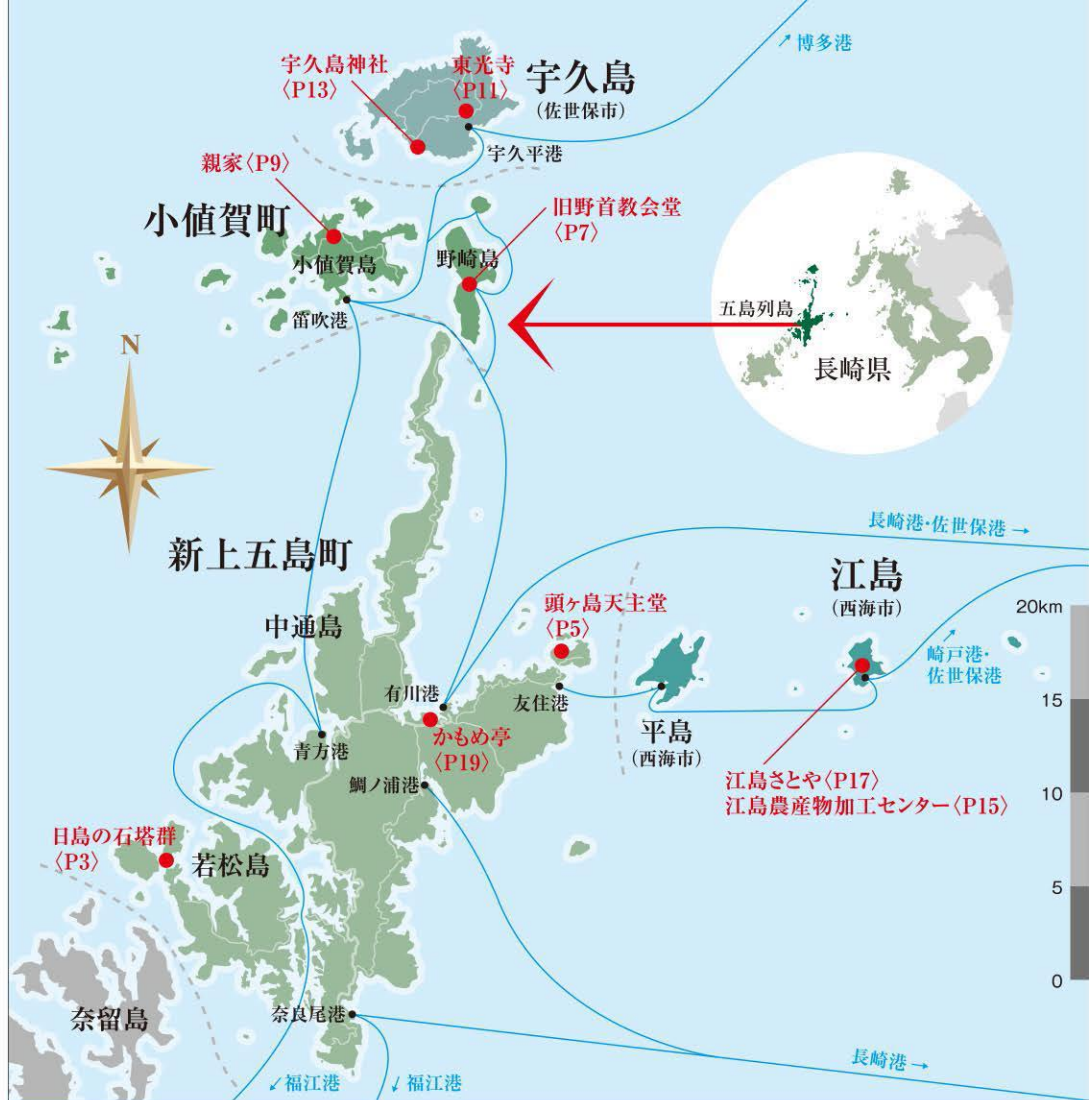 ↗博多港
宇久島神社
〈P13〉
東光寺
〈P11〉
宇久島
（佐世保市）
宇久平港
親家〈P9〉
小値賀町
小値賀島
笛吹港
野崎島
旧野首教会堂
〈P7〉
五島列島
長崎県
N
新上五島町
中通島
長崎港・佐世保港→
江島
（西海市）
頭ヶ島天主堂
〈P5〉
崎戸港・
佐世保港
有川港
友住港
平島
（西海市）
青方港
かもめ亭
〈P19〉
鯛ノ浦港
江島さとや〈P17〉
江島農産物加工センター〈P15〉
日島の石塔群
〈P3〉
若松島
奈留島
奈良尾港
長崎港→
↙福江港
↙福江港
20km
15
10
5
0